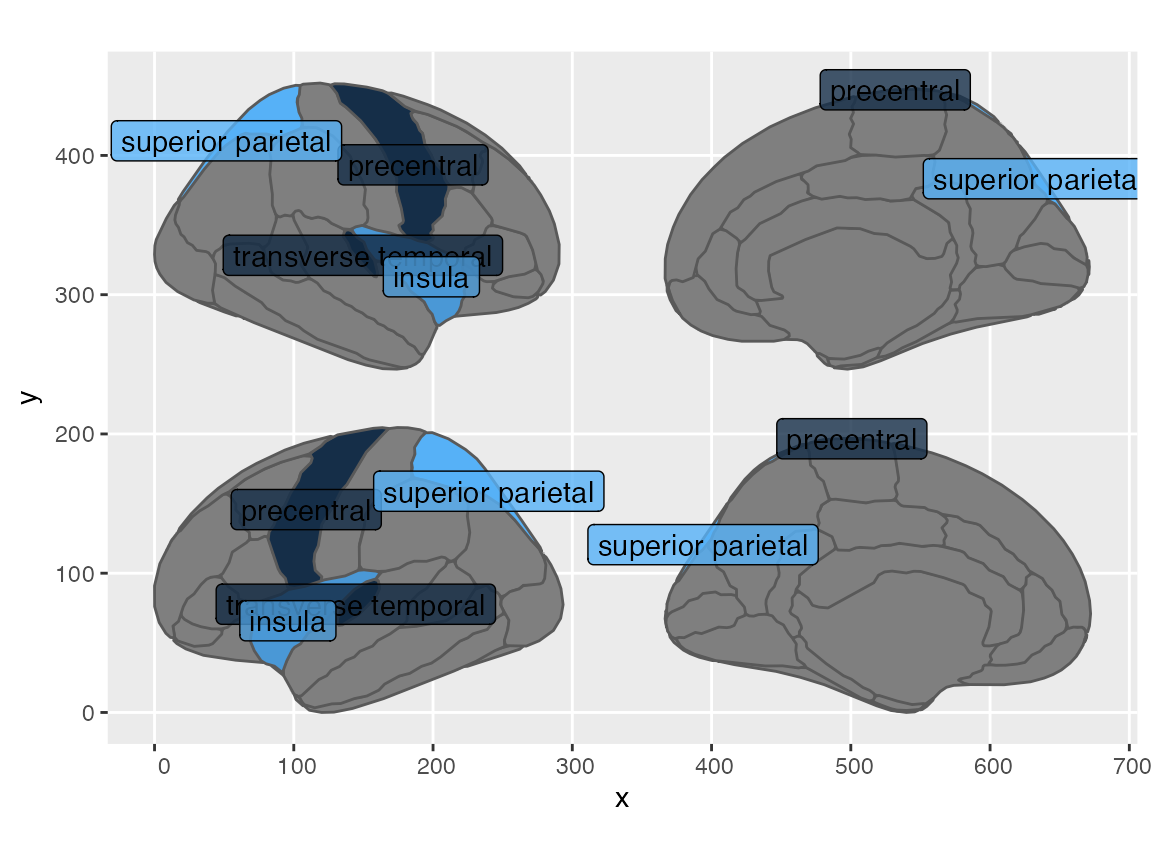 precentral
superior parietal
precentral
superior parieta
transverse temporal
insula
400
300
200
100
0
y
precentral
superior parietal
precentral
precentral
superior parietal
transverse temporal
insula
0 100 200 300 400 500 600 700
x